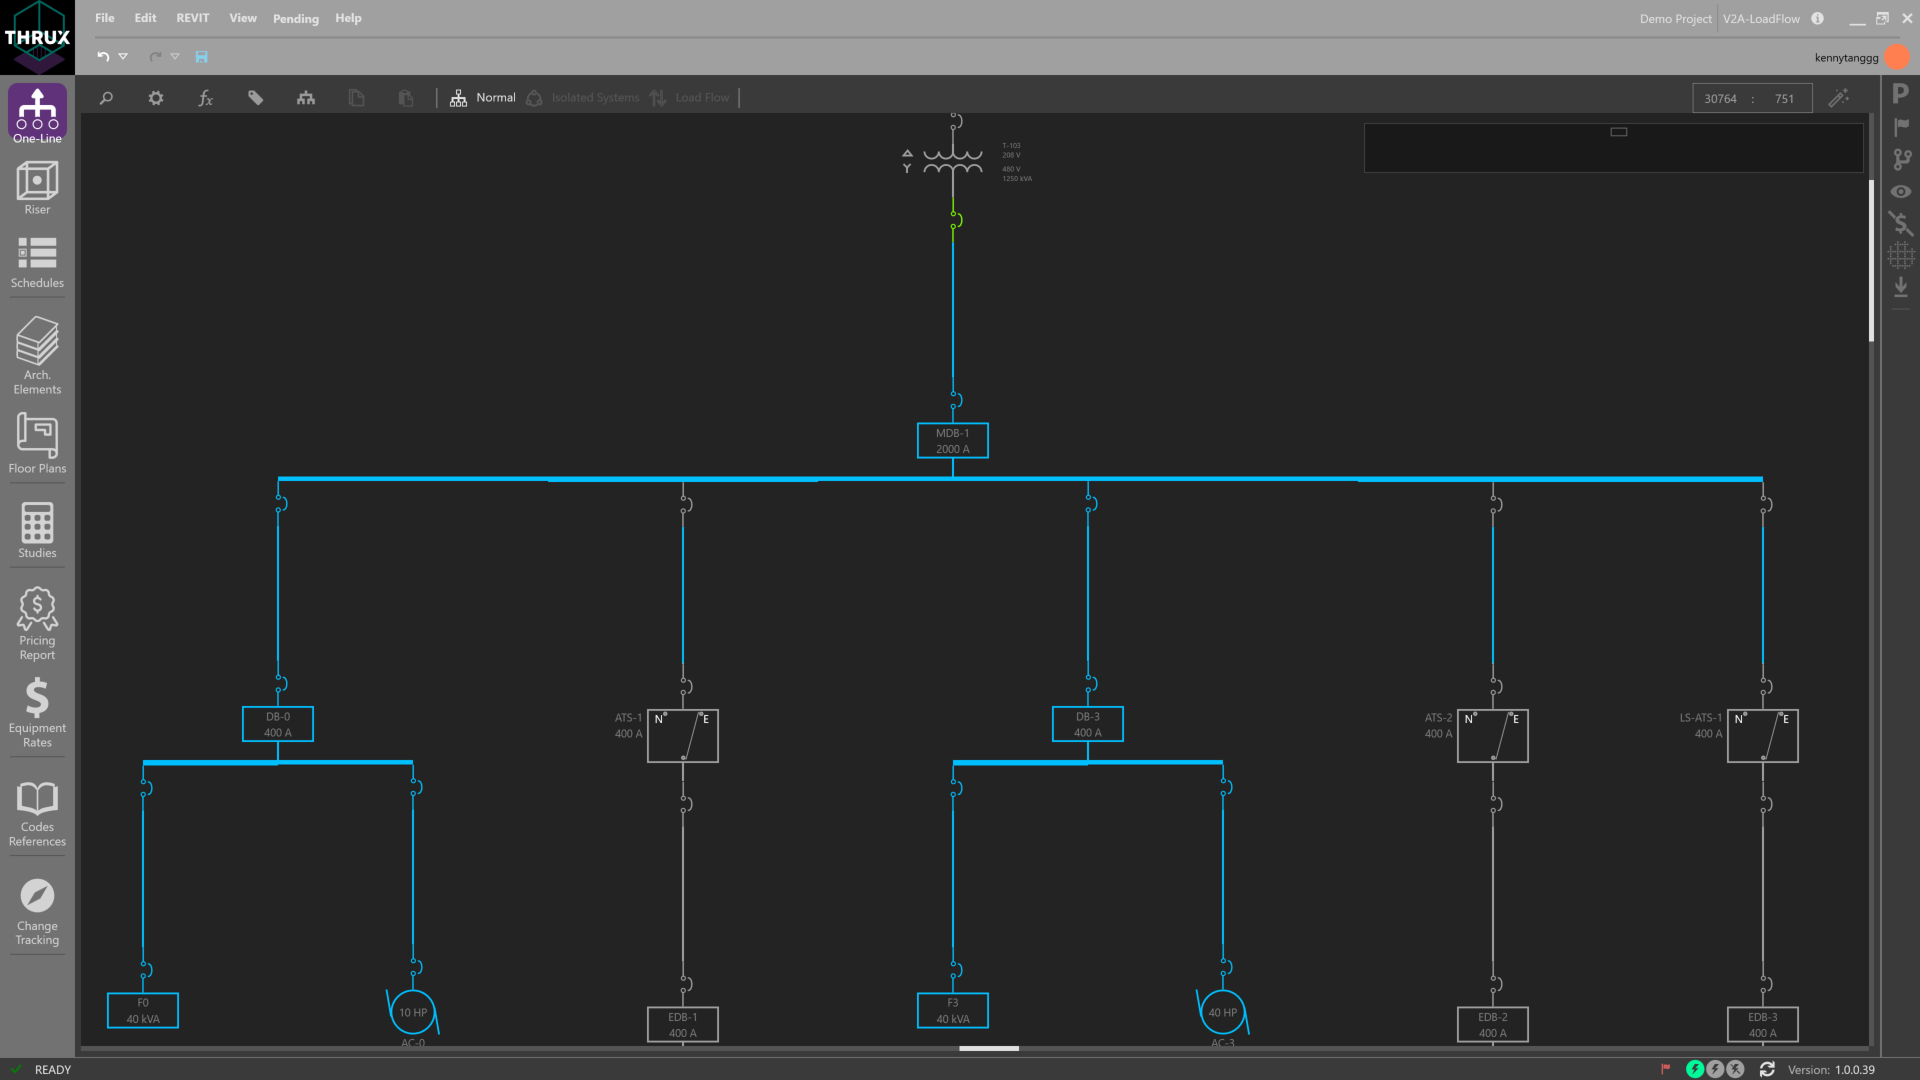 File Edit REVIT View Pending Help
Demo Project V2A-LoadFlow
THRUX
kennytanggg
Normal Isolated Systems Load Flow
30764 : 751
One-Line
Riser
Schedules
Arch.
Elements
Floor Plans
Studies
Pricing
Report
Equipment
Rates
Codes
References
Change
Tracking
T-103
208 V
480 V
1250 kVA
MDB-1
2000 A
DB-0
400 A
ATS-1
400 A
N E
DB-3
400 A
ATS-2
400 A
N E
LS-ATS-1
400 A
N E
F0
40 kVA
10 HP
AC-0
EDB-1
400 A
F3
40 kVA
40 HP
AC-3
EDB-2
400 A
EDB-3
400 A
P
READY
Version: 1.0.0.39